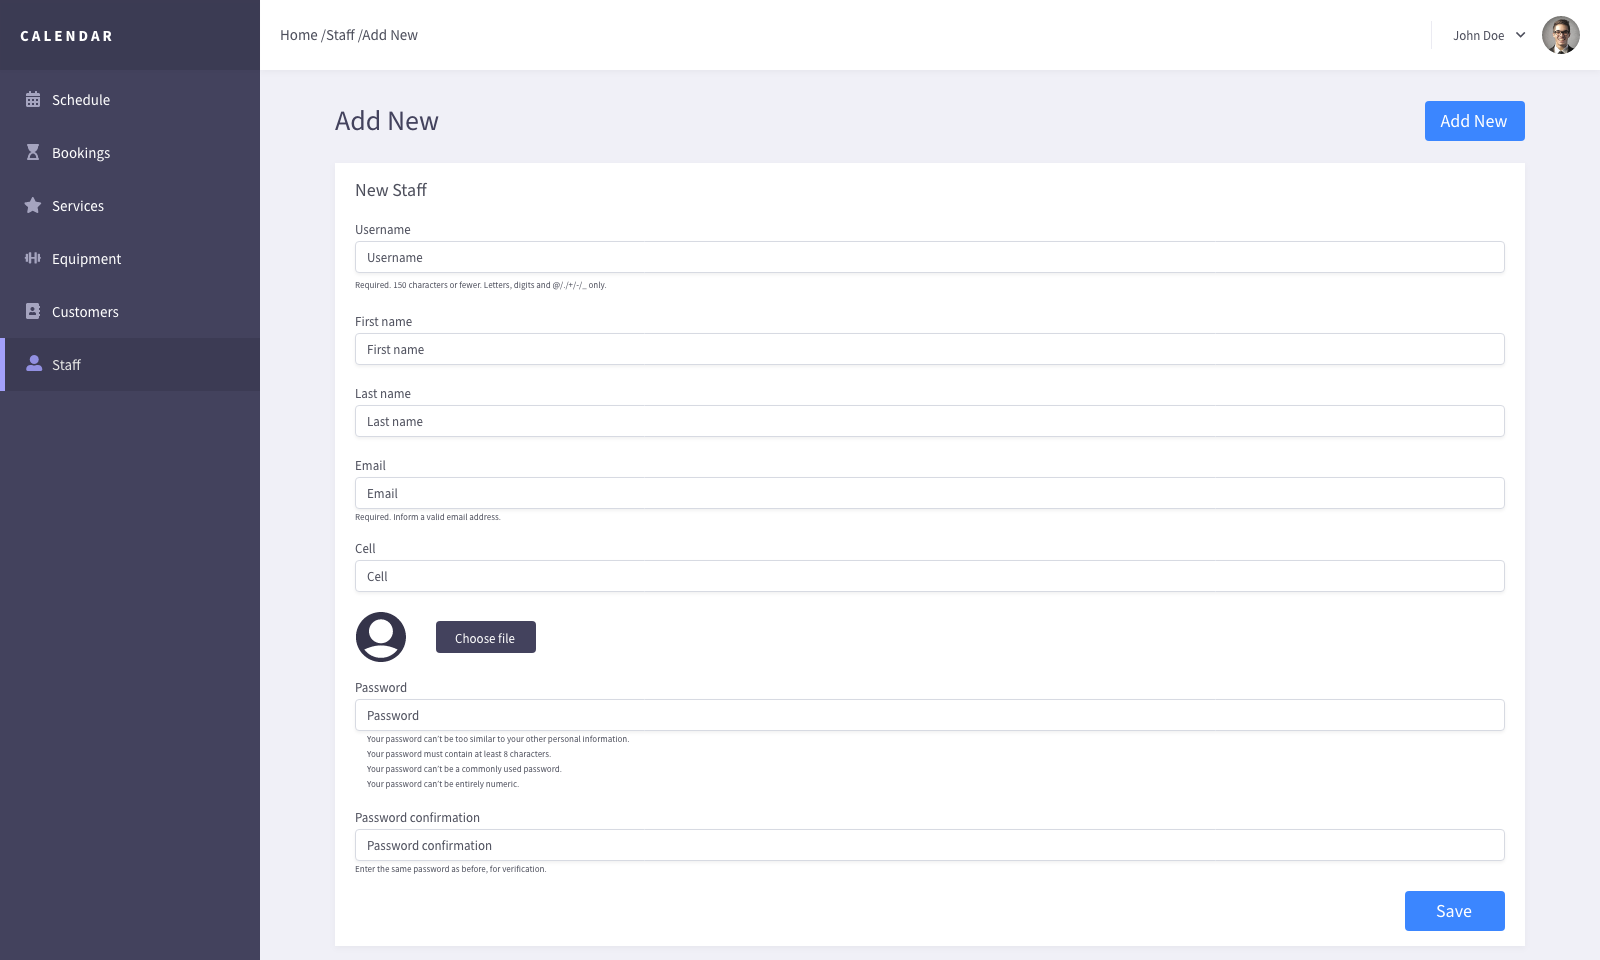 CALENDAR
Home /Staff /Add New
John Doe
Schedule
Bookings
Services
Equipment
Customers
Staff
Add New
Add New
New Staff
Username
Username
Required. 150 characters or fewer. Letters, digits and @/./+/-/_ only.
First name
First name
Last name
Last name
Email
Email
Required. Inform a valid email address.
Cell
Cell
Choose file
Password
Password
Your password can't be too similar to your other personal information.
Your password must contain at least 8 characters.
Your password can't be a commonly used password.
Your password can't be entirely numeric.
Password confirmation
Password confirmation
Enter the same password as before, for verification.
Save